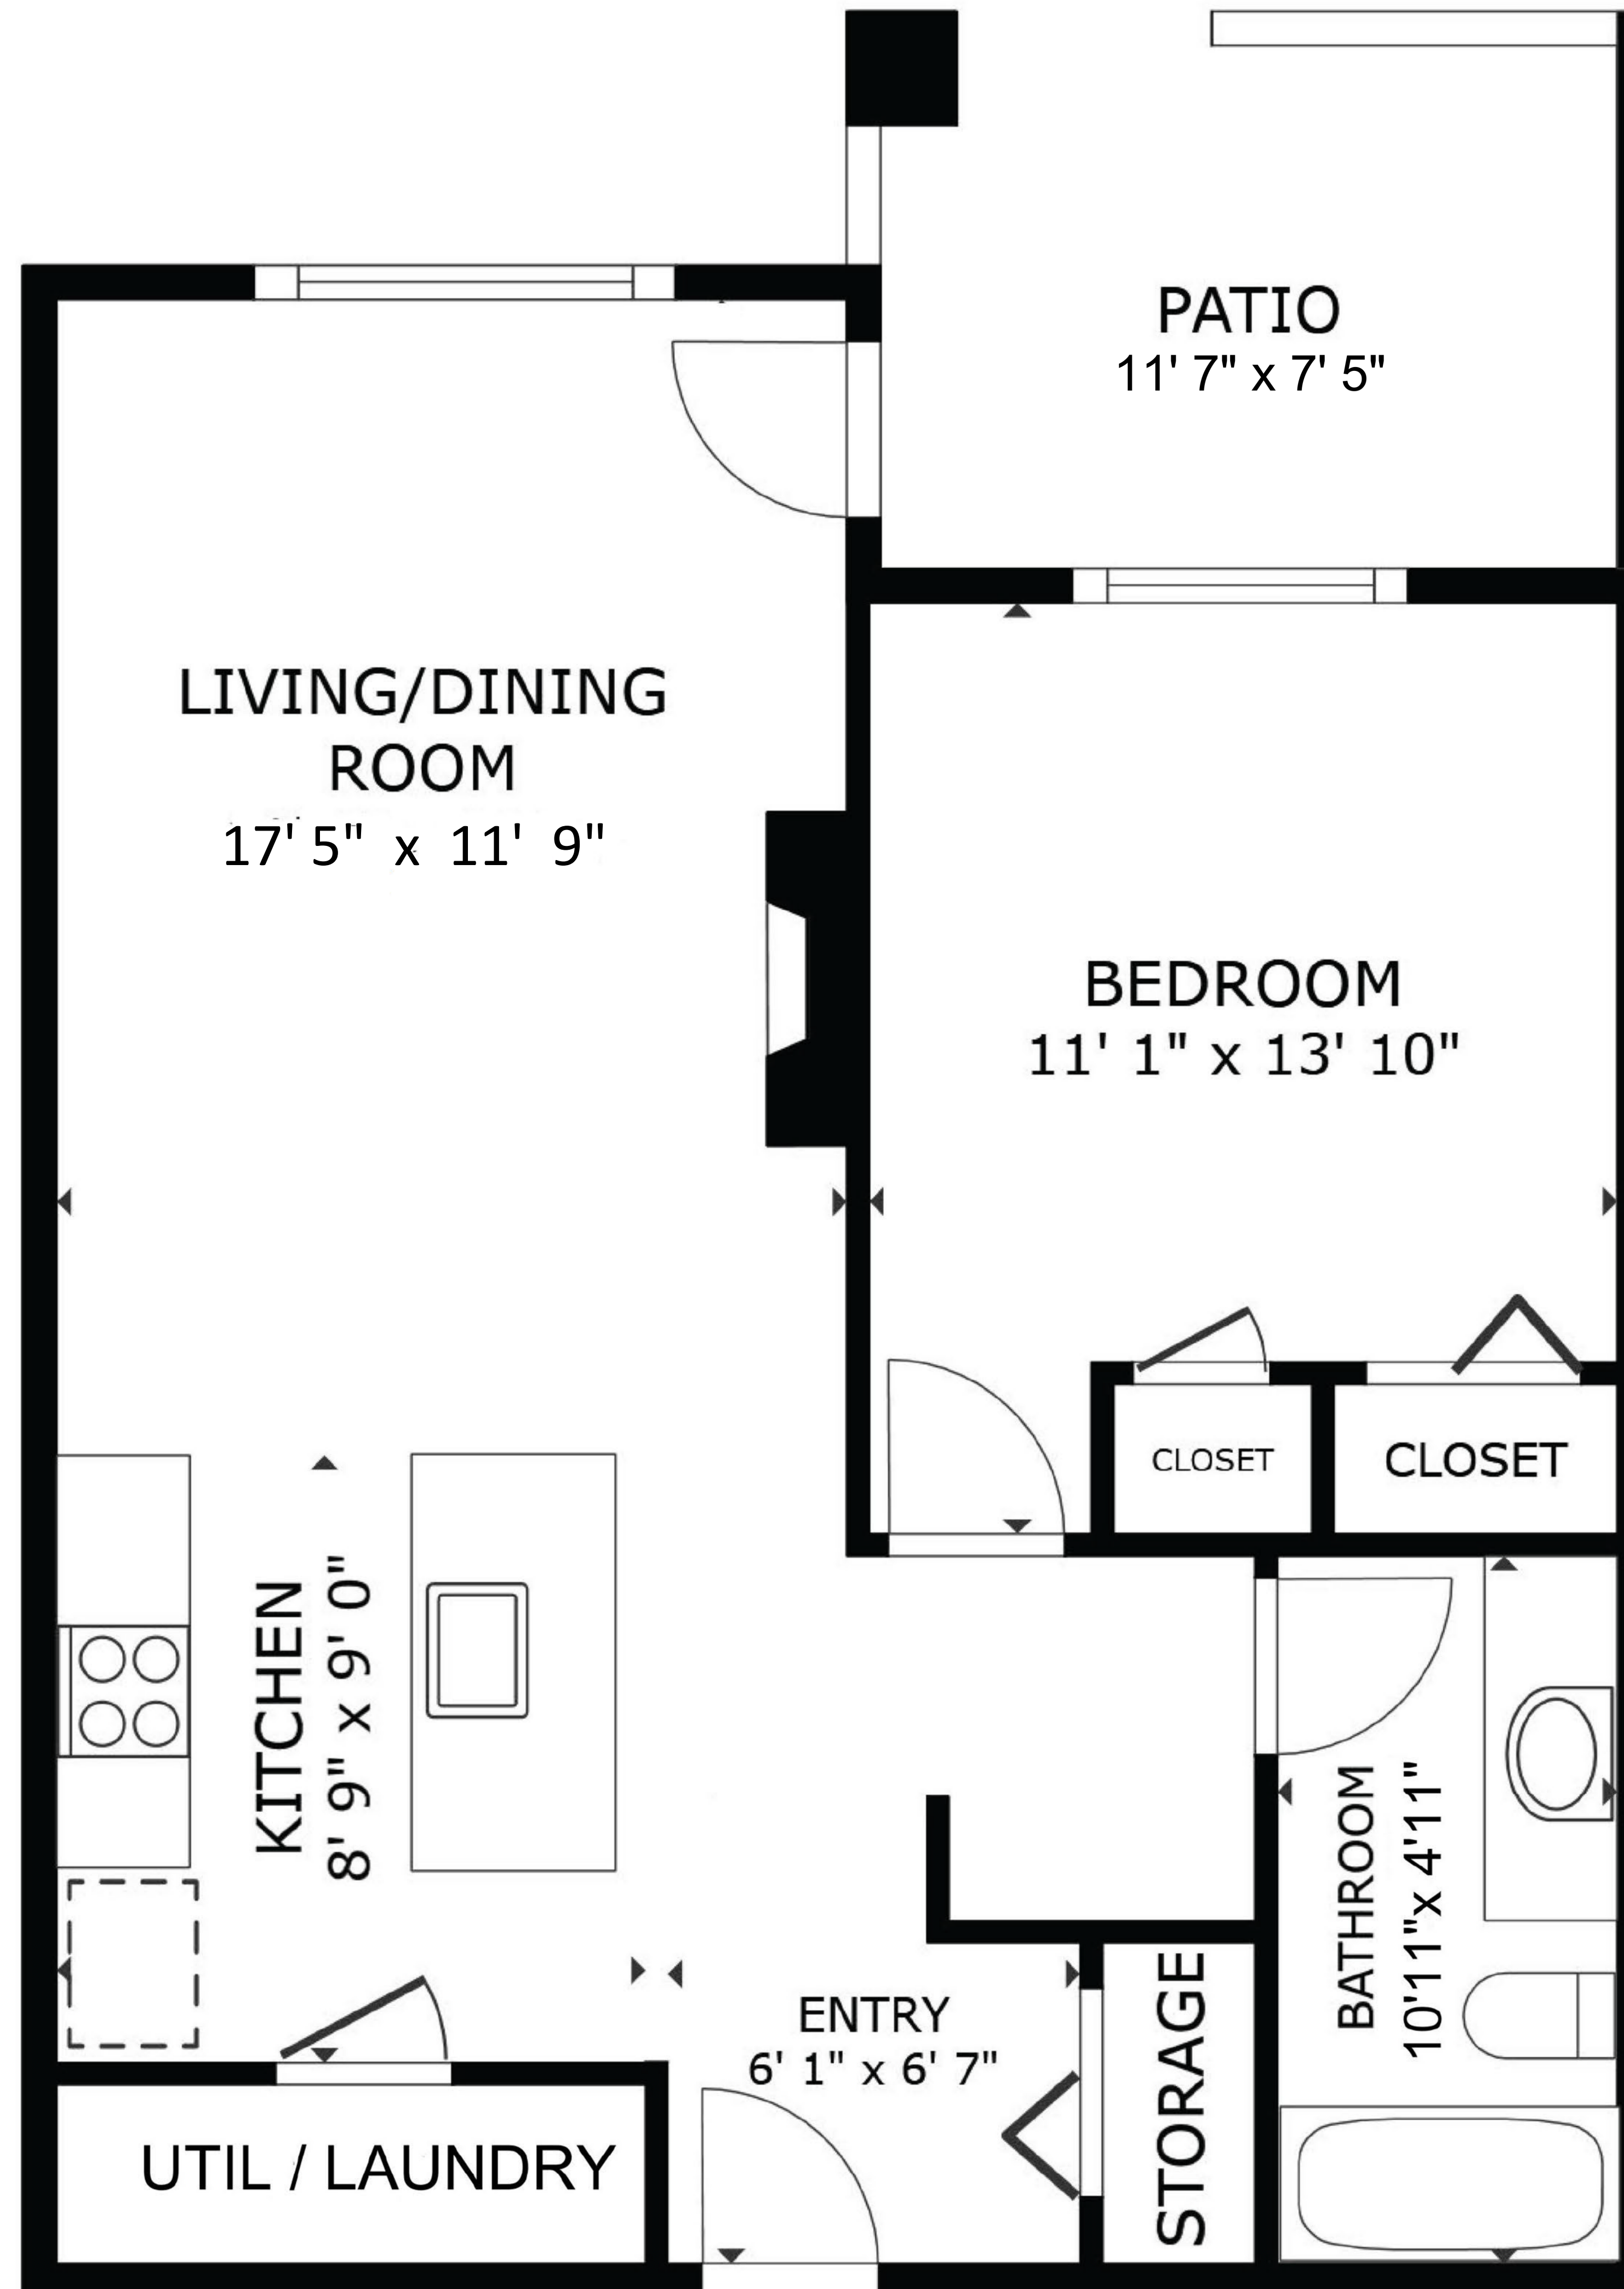 PATIO
11' 7" x 7' 5"
LIVING/DINING
ROOM
17' 5" x 11' 9"
BEDROOM
11' 1" x 13' 10"
CLOSET
CLOSET
KITCHEN
8' 9" x 9' 0"
BATHROOM
10'11"x 4'11"
ENTRY
6' 1" x 6' 7"
STORAGE
UTIL / LAUNDRY